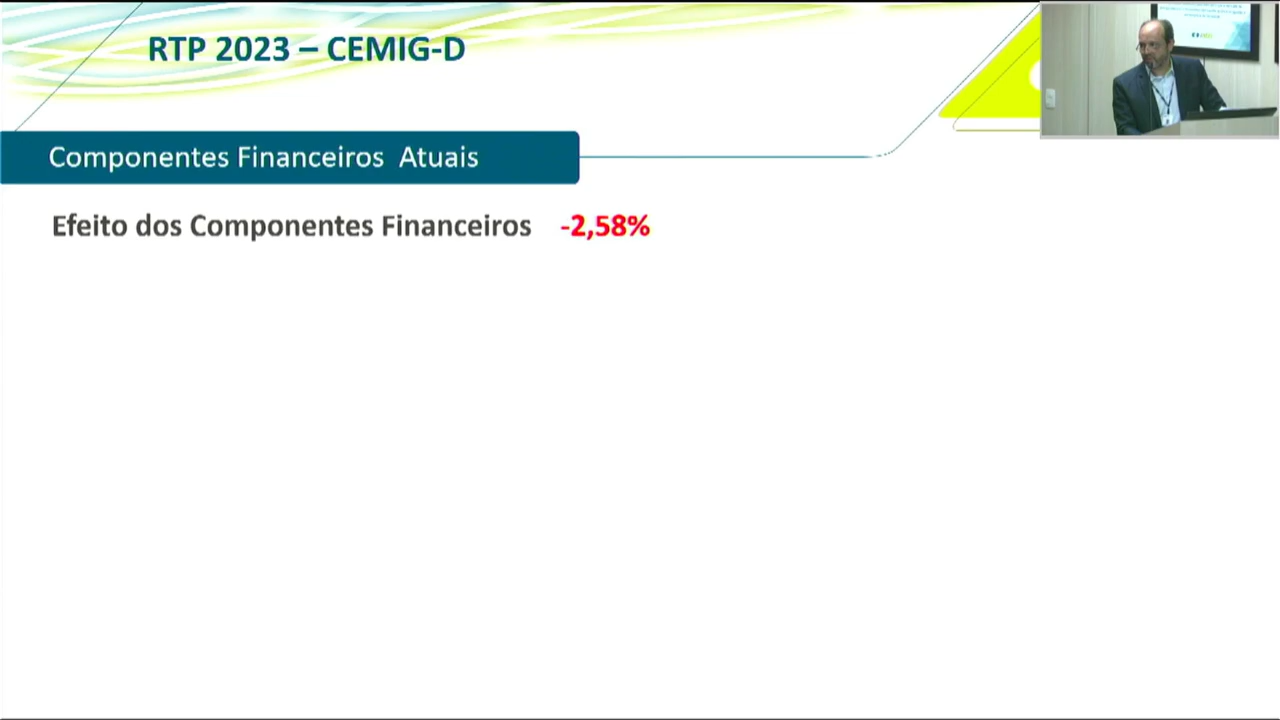 RTP 2023 – CEMIG-D
Componentes Financeiros Atuais
Efeito dos Componentes Financeiros -2,58%